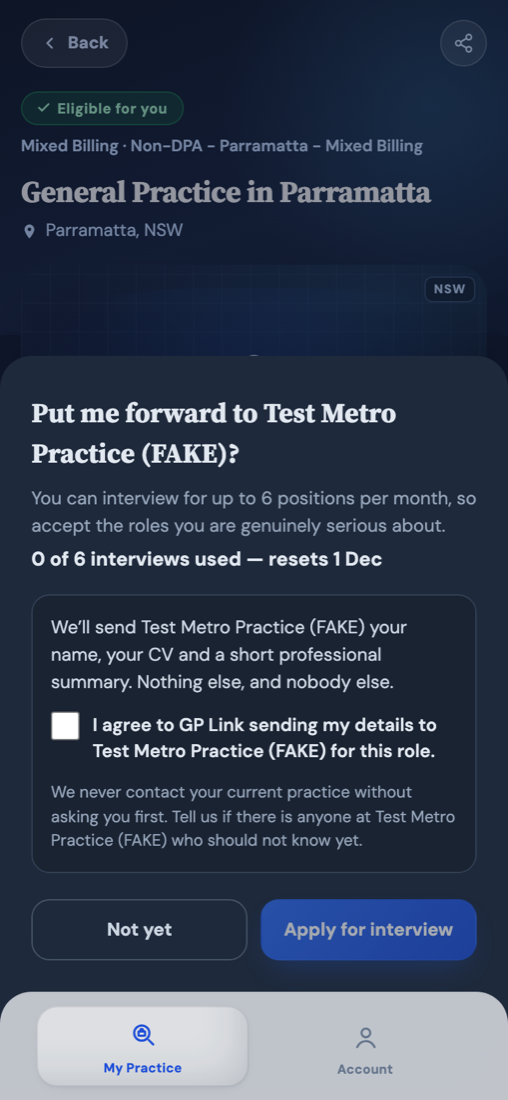 Back
Eligible for you
Mixed Billing · Non-DPA - Parramatta - Mixed Billing
General Practice in Parramatta
Parramatta, NSW
NSW
Put me forward to Test Metro
Practice (FAKE)?
You can interview for up to 6 positions per month, so
accept the roles you are genuinely serious about.
0 of 6 interviews used — resets 1 Dec
We’ll send Test Metro Practice (FAKE) your
name, your CV and a short professional
summary. Nothing else, and nobody else.
I agree to GP Link sending my details to
Test Metro Practice (FAKE) for this role.
We never contact your current practice without
asking you first. Tell us if there is anyone at Test Metro
Practice (FAKE) who should not know yet.
Not yet
Apply for interview
My Practice
Account